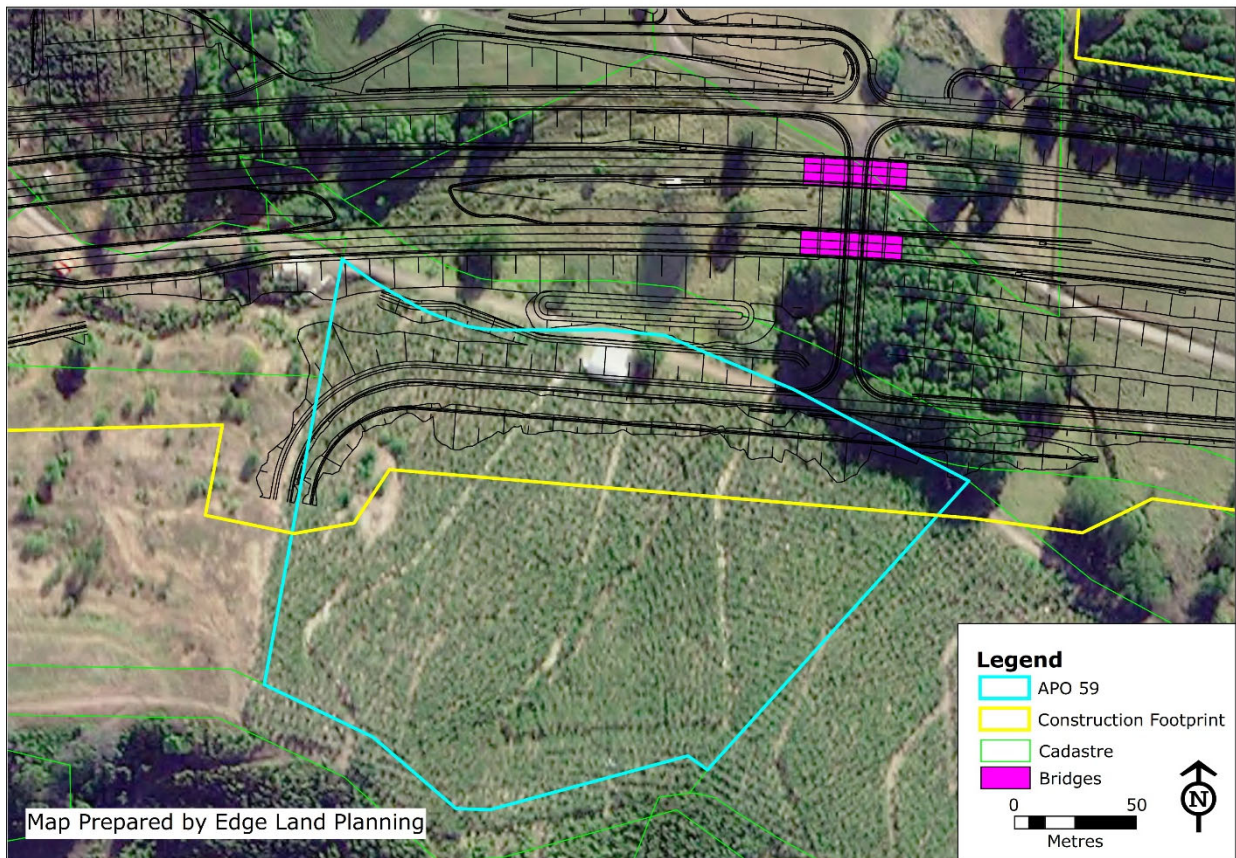 Legend
APO 59
Construction Footprint
Cadastre
Bridges
0 50
Metres
N
Map Prepared by Edge Land Planning